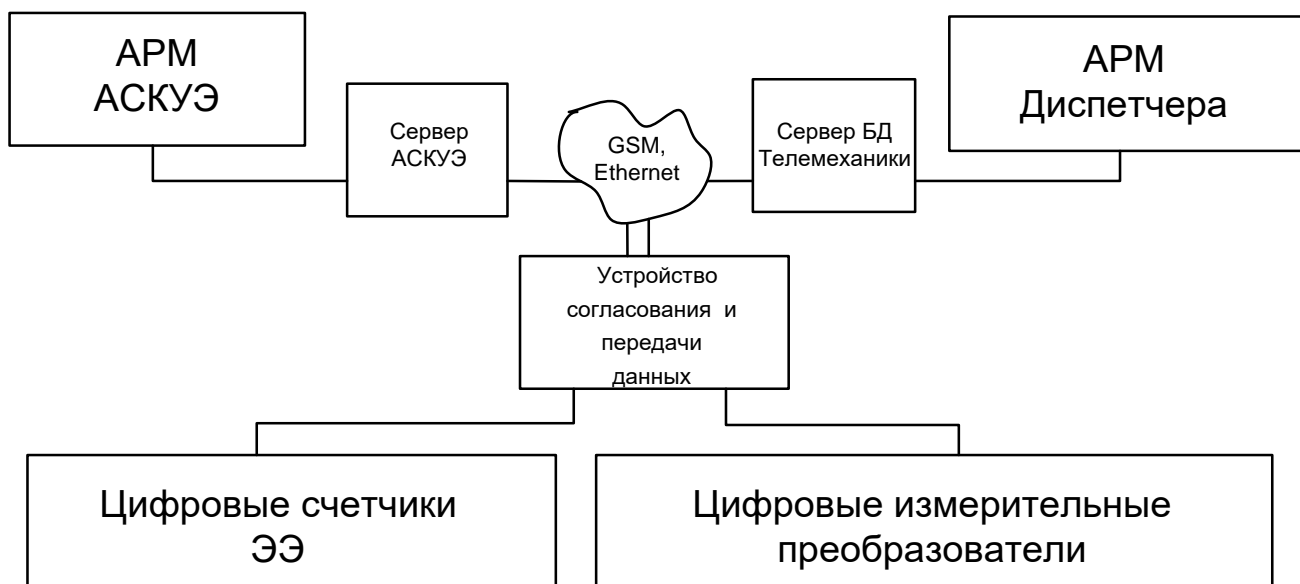 АРМ
АСКУЭ
Сервер
АСКУЭ
GSM,
Ethernet
Сервер БД
Телемеханики
АРМ
Диспетчера
Устройство
согласования и
передачи
данных
Цифровые счетчики
ЭЭ
Цифровые измерительные
преобразователи